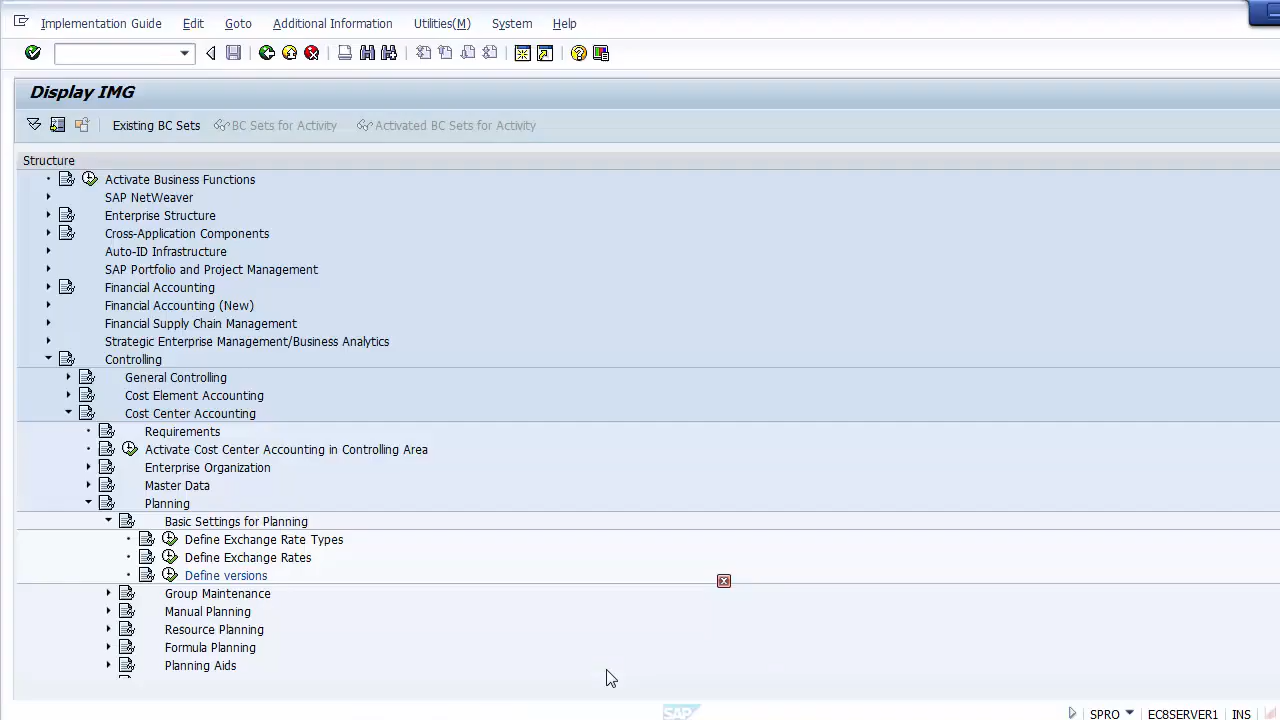 Implementation Guide Edit Goto Additional Information Utilities(M) System Help
Display IMG
Existing BC Sets BC Sets for Activity Activated BC Sets for Activity
Structure
Activate Business Functions
SAP NetWeaver
Enterprise Structure
Cross-Application Components
Auto-ID Infrastructure
SAP Portfolio and Project Management
Financial Accounting
Financial Accounting (New)
Financial Supply Chain Management
Strategic Enterprise Management/Business Analytics
Controlling
General Controlling
Cost Element Accounting
Cost Center Accounting
Requirements
Activate Cost Center Accounting in Controlling Area
Enterprise Organization
Master Data
Planning
Basic Settings for Planning
Define Exchange Rate Types
Define Exchange Rates
Define versions
Group Maintenance
Manual Planning
Resource Planning
Formula Planning
Planning Aids
SAP SPRO EC8SERVER1 INS